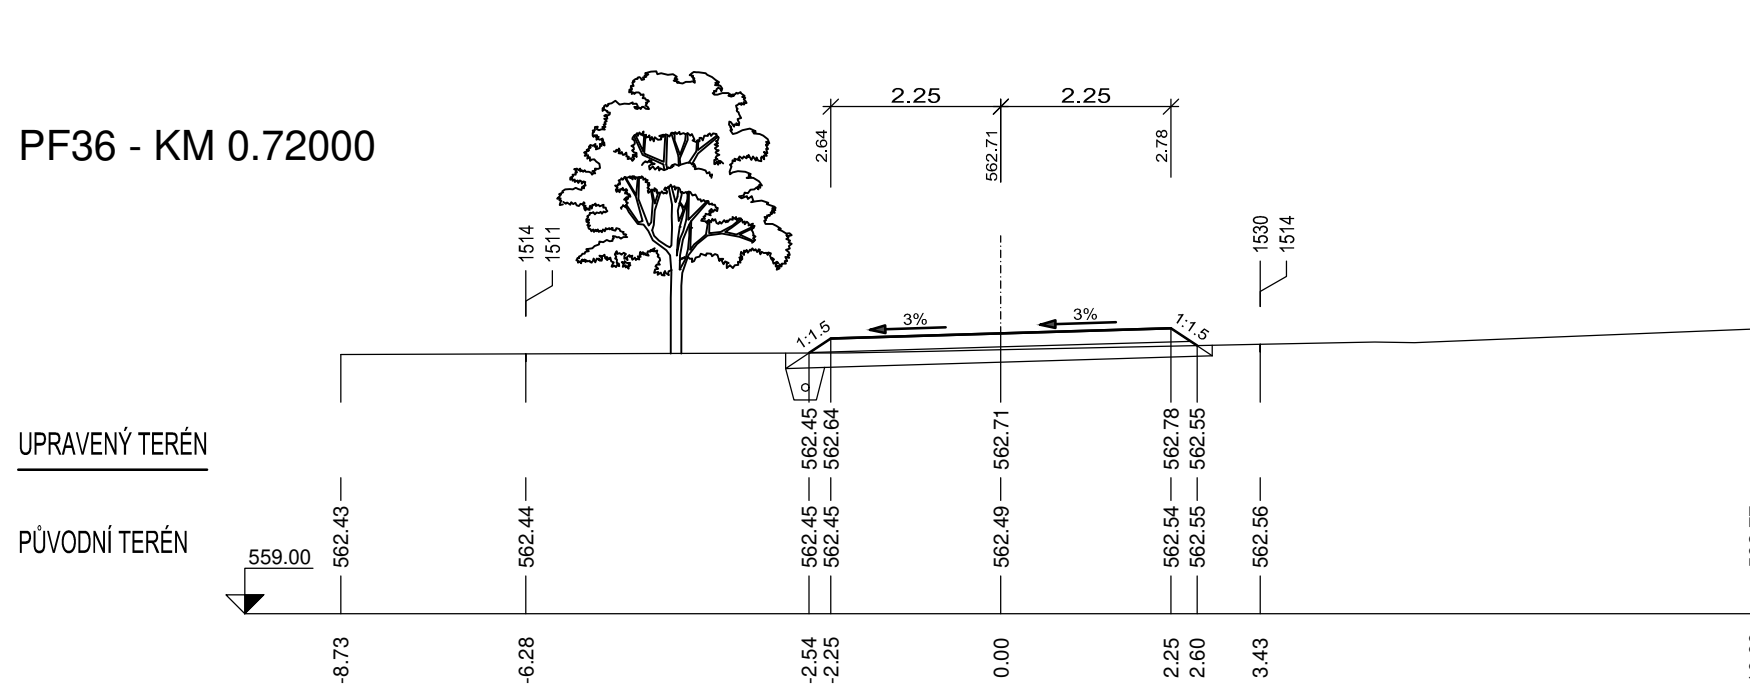 2.25 2.25
2.64 562.71 2.78
PF36 - KM 0.72000
1514 1511 1530 1514
1:1.5 3% 3% 1:1.5
UPRAVENÝ TERÉN 562.45 562.64 562.71 562.78 562.55
PŮVODNÍ TERÉN 562.43 562.44 562.45 562.45 562.49 562.54 562.55 562.56
559.00
-8.73 -6.28 -2.54 -2.25 0.00 2.25 2.60 3.43